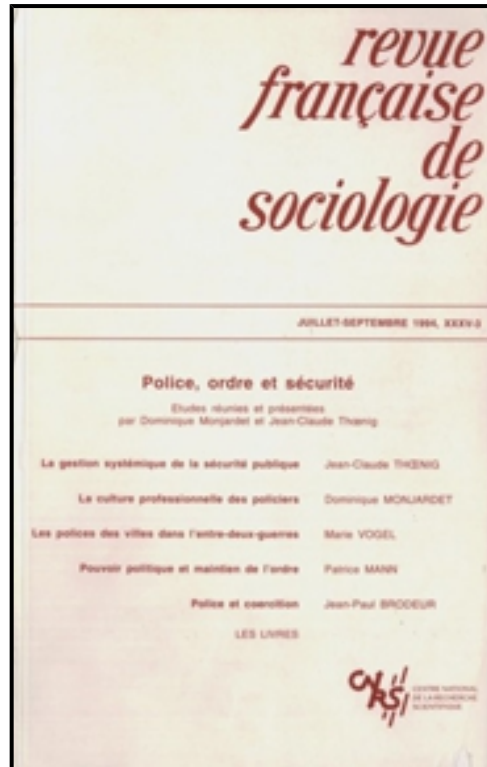 revue
française
de
sociologie
JUILLET-SEPTEMBRE 1994, XXXV-3
Police, ordre et sécurité
Etudes réunies et présentées
par Dominique Monjardet et Jean-Claude Thœnig
La gestion systémique de la sécurité publique Jean-Claude THŒNIG
La culture professionnelle des policiers Dominique MONJARDET
Les polices des villes dans l'entre-deux-guerres Marie VOGEL
Pouvoir politique et maintien de l'ordre Patrice MANN
Police et coercition Jean-Paul BRODEUR
LES LIVRES
CNRS
CENTRE NATIONAL
DE LA RECHERCHE
SCIENTIFIQUE